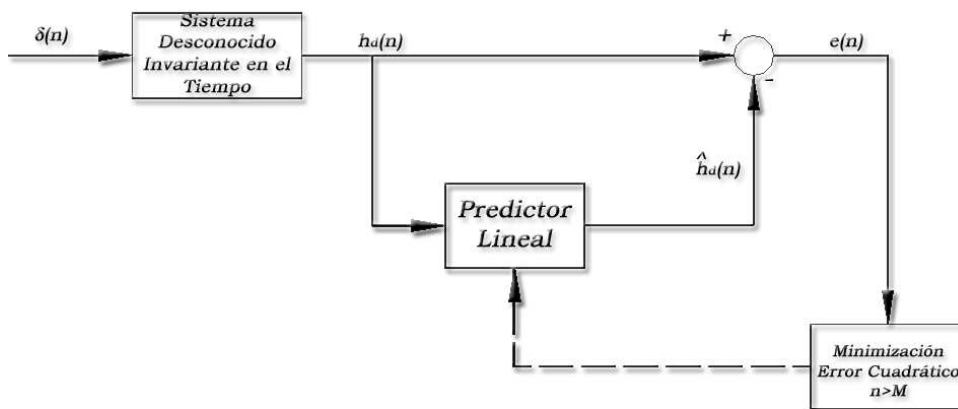 δ(n)
Sistema
Desconocido
Invariante en el
Tiempo
hd(n)
+
-
e(n)
ĥd(n)
Predictor
Lineal
Minimización
Error Cuadrático
n>M